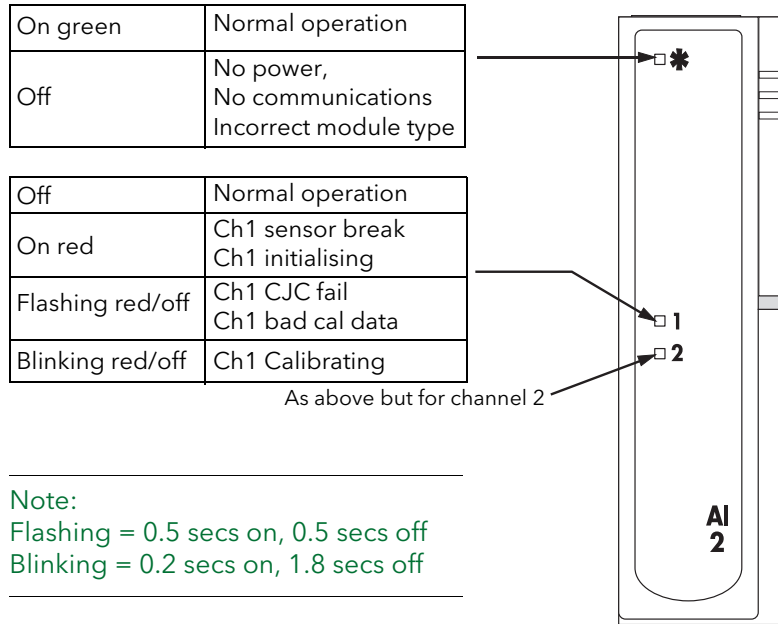 On green Normal operation
Off No power,
No communications
Incorrect module type
✱
Off Normal operation
On red Ch1 sensor break
Ch1 initialising
Flashing red/off Ch1 CJC fail
Ch1 bad cal data
Blinking red/off Ch1 Calibrating
1
2
As above but for channel 2
Note:
Flashing = 0.5 secs on, 0.5 secs off
Blinking = 0.2 secs on, 1.8 secs off
AI
2